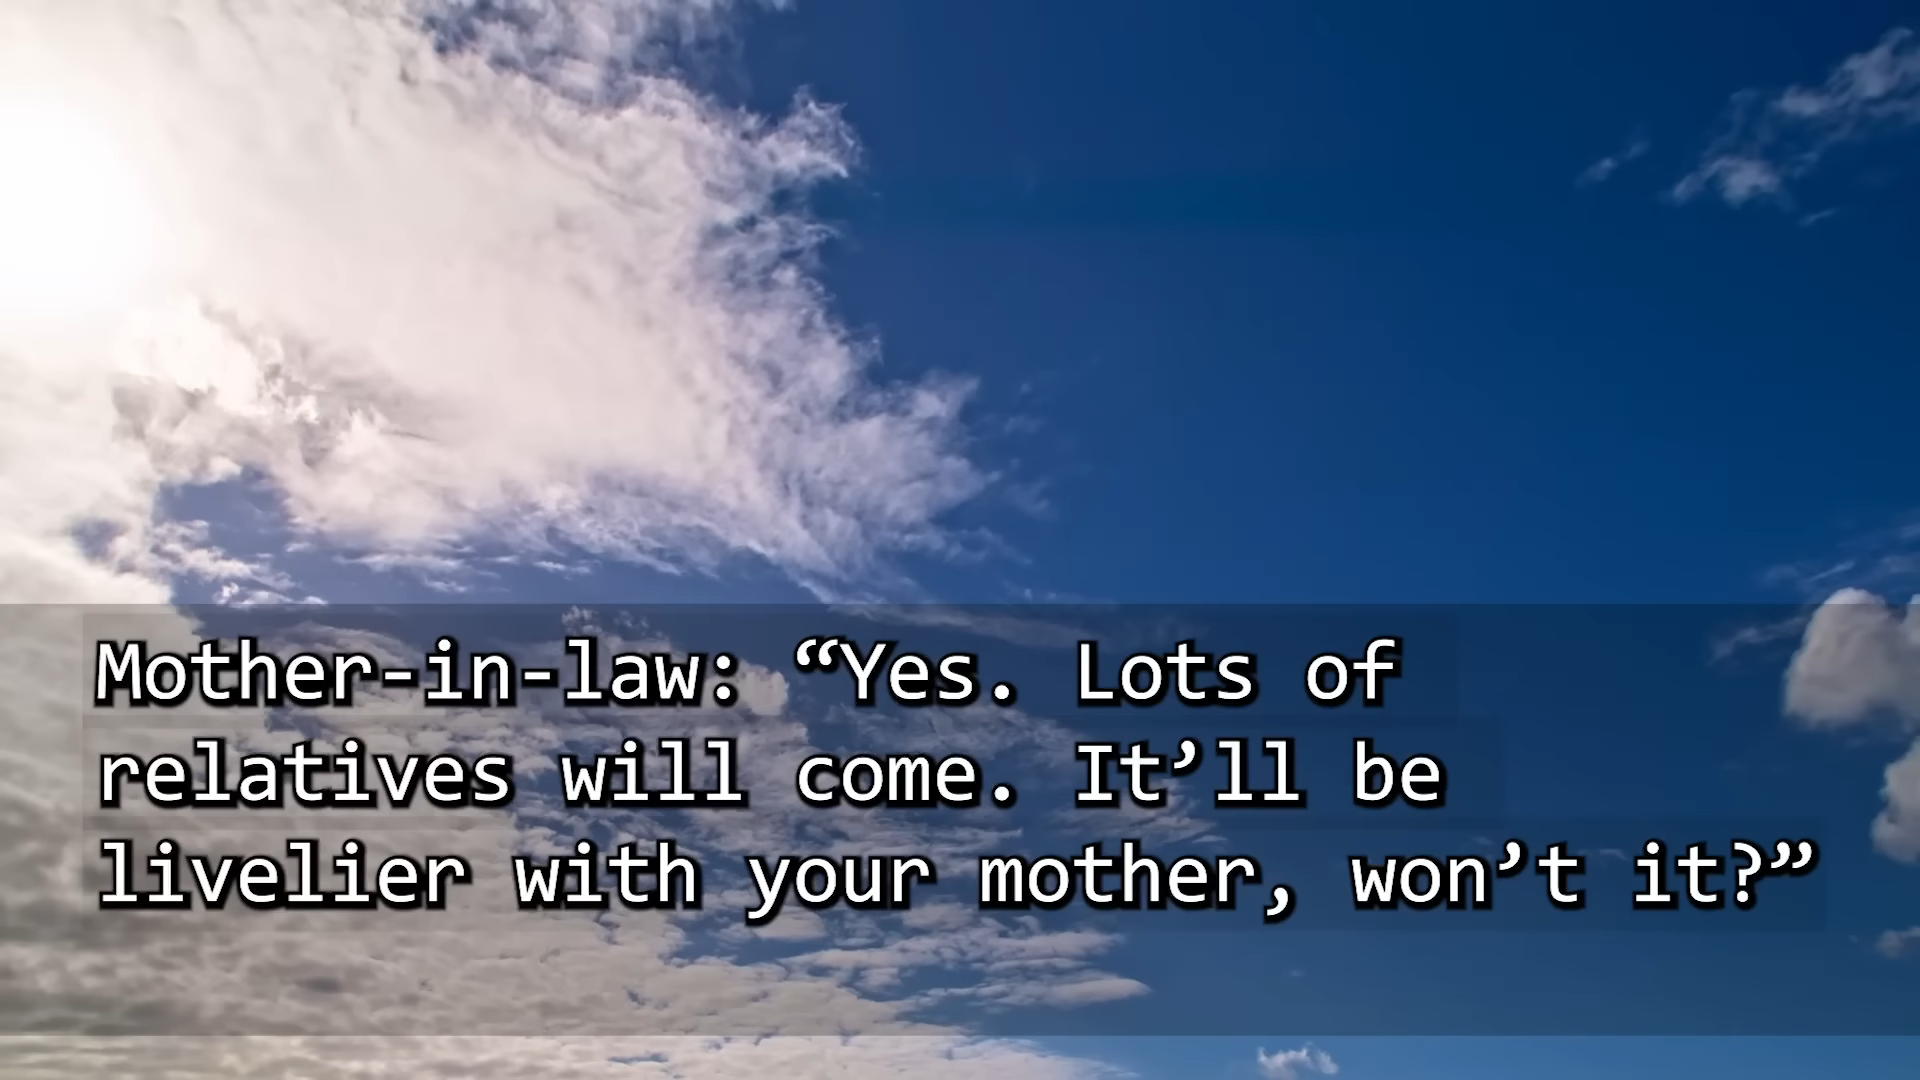 Mother-in-law: “Yes. Lots of
relatives will come. It’ll be
livelier with your mother, won’t it?”